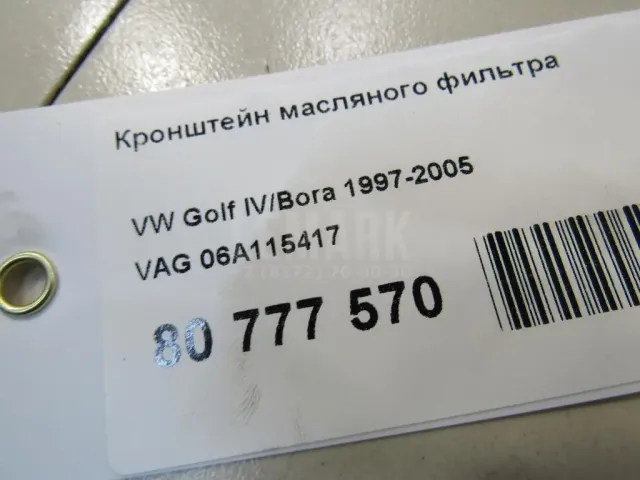 Кронштейн масляного фильтра
VW Golf IV/Bora 1997-2005
VAG 06A115417
80 777 570